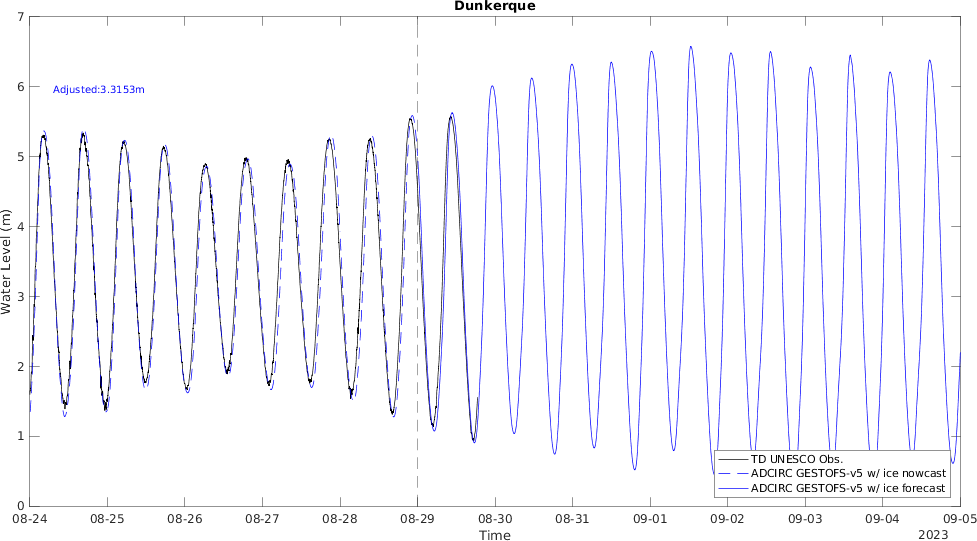 Dunkerque
7
6
5
4
3
2
1
0
Water Level (m)
Adjusted:3.3153m
TD UNESCO Obs.
ADCIRC GESTOFS-v5 w/ ice nowcast
ADCIRC GESTOFS-v5 w/ ice forecast
08-24 08-25 08-26 08-27 08-28 08-29 08-30 08-31 09-01 09-02 09-03 09-04 09-05
Time
2023